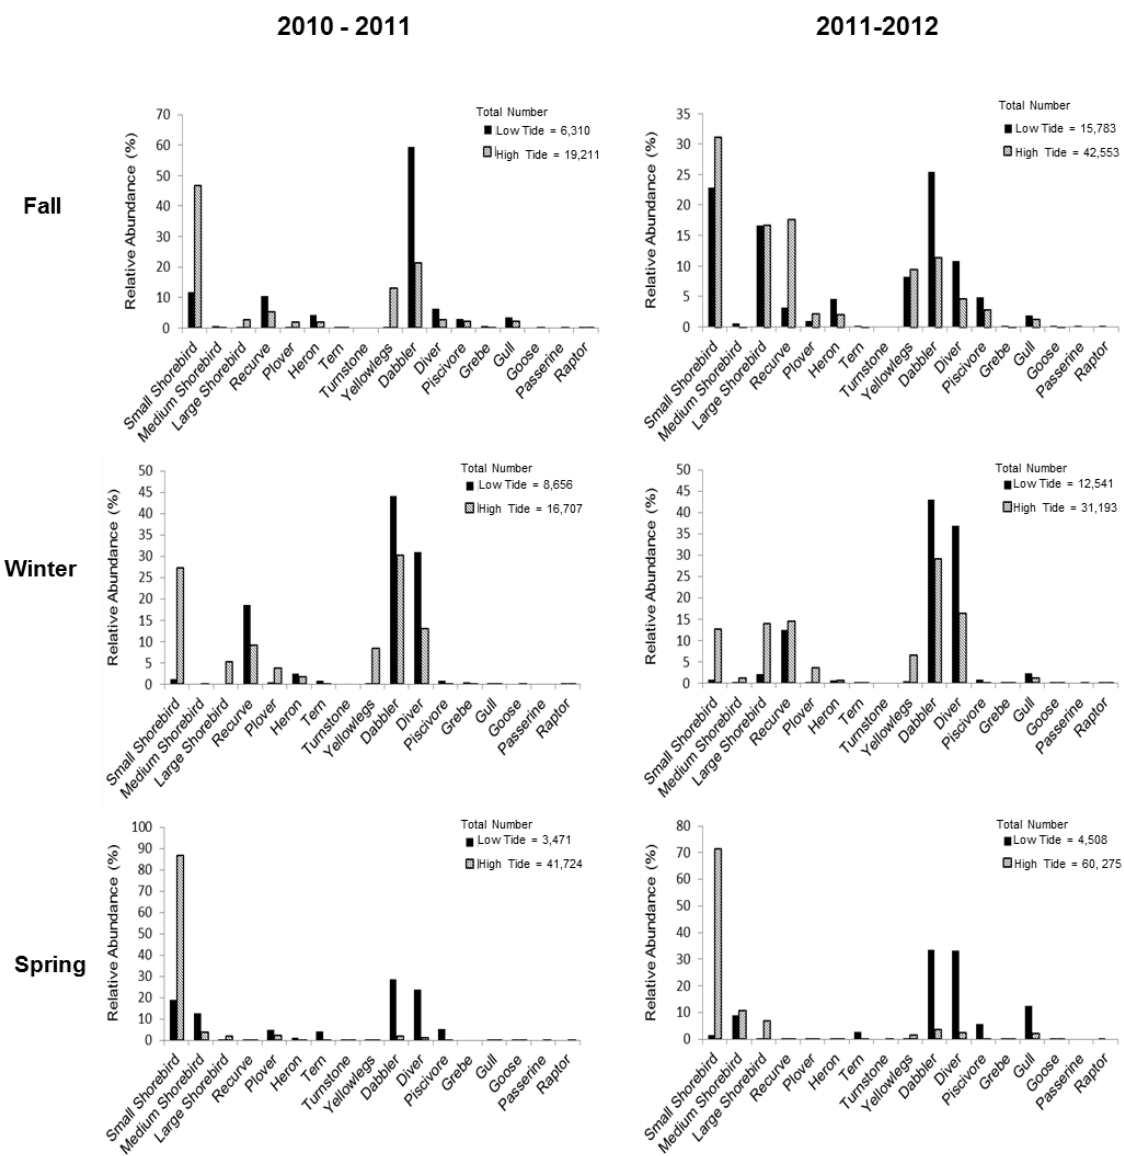 2010 - 2011
2011-2012
Fall
Relative Abundance (%)
70
60
50
40
30
20
10
0
Total Number
Low Tide = 6,310
High Tide = 19,211
Small Shorebird
Medium Shorebird
Large Shorebird
Recurve
Plover
Heron
Tern
Turnstone
Yellowlegs
Dabbler
Diver
Piscivore
Grebe
Gull
Goose
Passerine
Raptor
Relative Abundance (%)
35
30
25
20
15
10
5
0
Total Number
Low Tide = 15,783
High Tide = 42,553
Small Shorebird
Medium Shorebird
Large Shorebird
Recurve
Plover
Heron
Tern
Turnstone
Yellowlegs
Dabbler
Diver
Piscivore
Grebe
Gull
Goose
Passerine
Raptor
Winter
Relative Abundance (%)
50
45
40
35
30
25
20
15
10
5
0
Total Number
Low Tide = 8,656
High Tide = 16,707
Small Shorebird
Medium Shorebird
Large Shorebird
Recurve
Plover
Heron
Tern
Turnstone
Yellowlegs
Dabbler
Diver
Piscivore
Grebe
Gull
Goose
Passerine
Raptor
Relative Abundance (%)
50
45
40
35
30
25
20
15
10
5
0
Total Number
Low Tide = 12,541
High Tide = 31,193
Small Shorebird
Medium Shorebird
Large Shorebird
Recurve
Plover
Heron
Tern
Turnstone
Yellowlegs
Dabbler
Diver
Piscivore
Grebe
Gull
Goose
Passerine
Raptor
Spring
Relative Abundance (%)
100
90
80
70
60
50
40
30
20
10
0
Total Number
Low Tide = 3,471
High Tide = 41,724
Small Shorebird
Medium Shorebird
Large Shorebird
Recurve
Plover
Heron
Tern
Turnstone
Yellowlegs
Dabbler
Diver
Piscivore
Grebe
Gull
Goose
Passerine
Raptor
Relative Abundance (%)
80
70
60
50
40
30
20
10
0
Total Number
Low Tide = 4,508
High Tide = 60, 275
Small Shorebird
Medium Shorebird
Large Shorebird
Recurve
Plover
Heron
Tern
Turnstone
Yellowlegs
Dabbler
Diver
Piscivore
Grebe
Gull
Goose
Passerine
Raptor